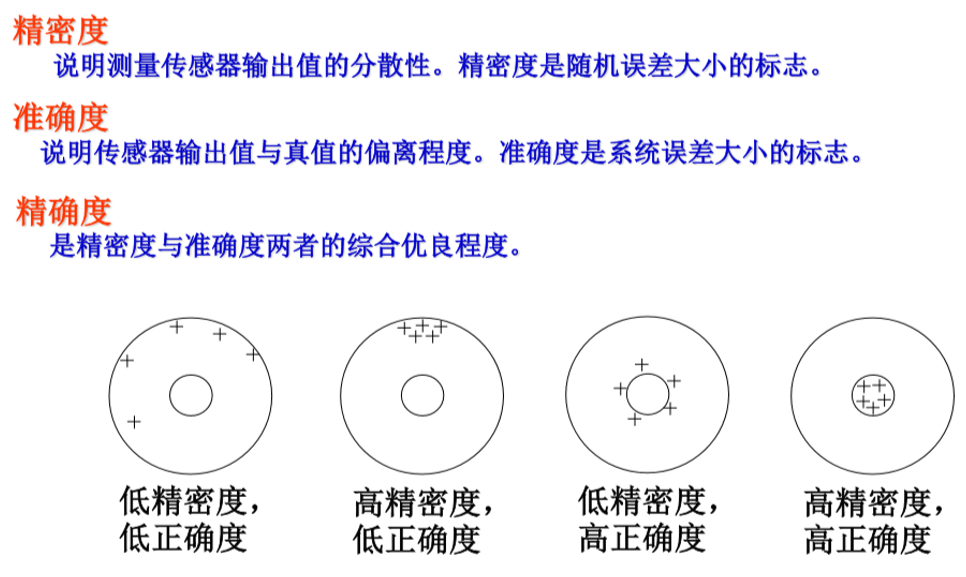 精密度
说明测量传感器输出值的分散性。精密度是随机误差大小的标志。
准确度
说明传感器输出值与真值的偏离程度。准确度是系统误差大小的标志。
精确度
是精密度与准确度两者的综合优良程度。
低精密度，
低正确度
高精密度，
低正确度
低精密度，
高正确度
高精密度，
高正确度